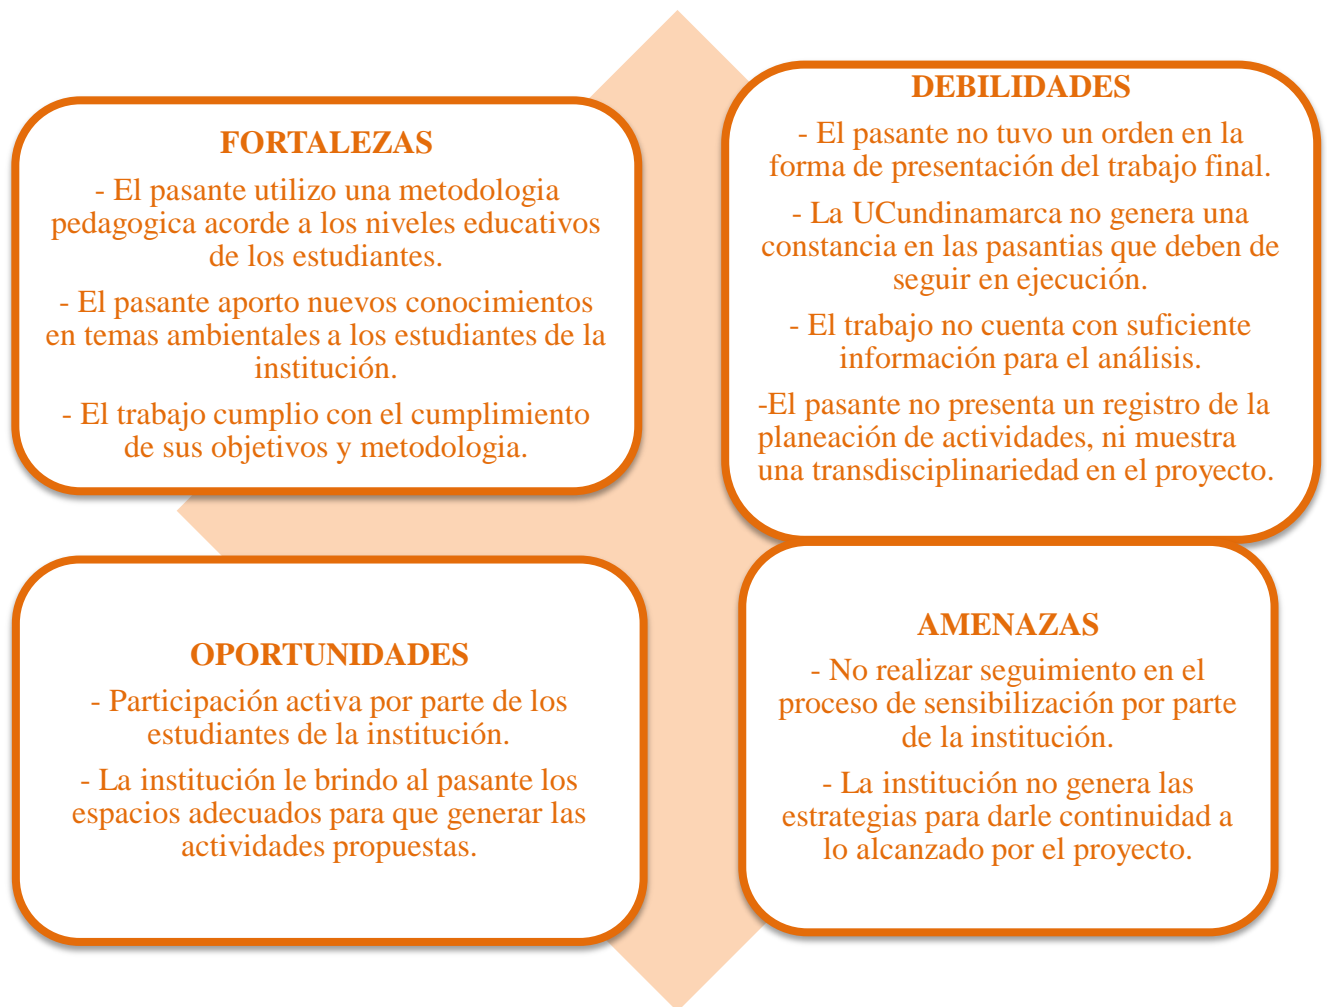 FORTALEZAS
- El pasante utilizo una metodologia
pedagogica acorde a los niveles educativos
de los estudiantes.
- El pasante aporto nuevos conocimientos
en temas ambientales a los estudiantes de la
institución.
- El trabajo cumplio con el cumplimiento
de sus objetivos y metodologia.
DEBILIDADES
- El pasante no tuvo un orden en la
forma de presentación del trabajo final.
- La UCundinamarca no genera una
constancia en las pasantias que deben de
seguir en ejecución.
- El trabajo no cuenta con suficiente
información para el análisis.
-El pasante no presenta un registro de la
planeación de actividades, ni muestra
una transdisciplinariedad en el proyecto.
OPORTUNIDADES
- Participación activa por parte de los
estudiantes de la institución.
- La institución le brindo al pasante los
espacios adecuados para que generar las
actividades propuestas.
AMENAZAS
- No realizar seguimiento en el
proceso de sensibilización por parte
de la institución.
- La institución no genera las
estrategias para darle continuidad a
lo alcanzado por el proyecto.